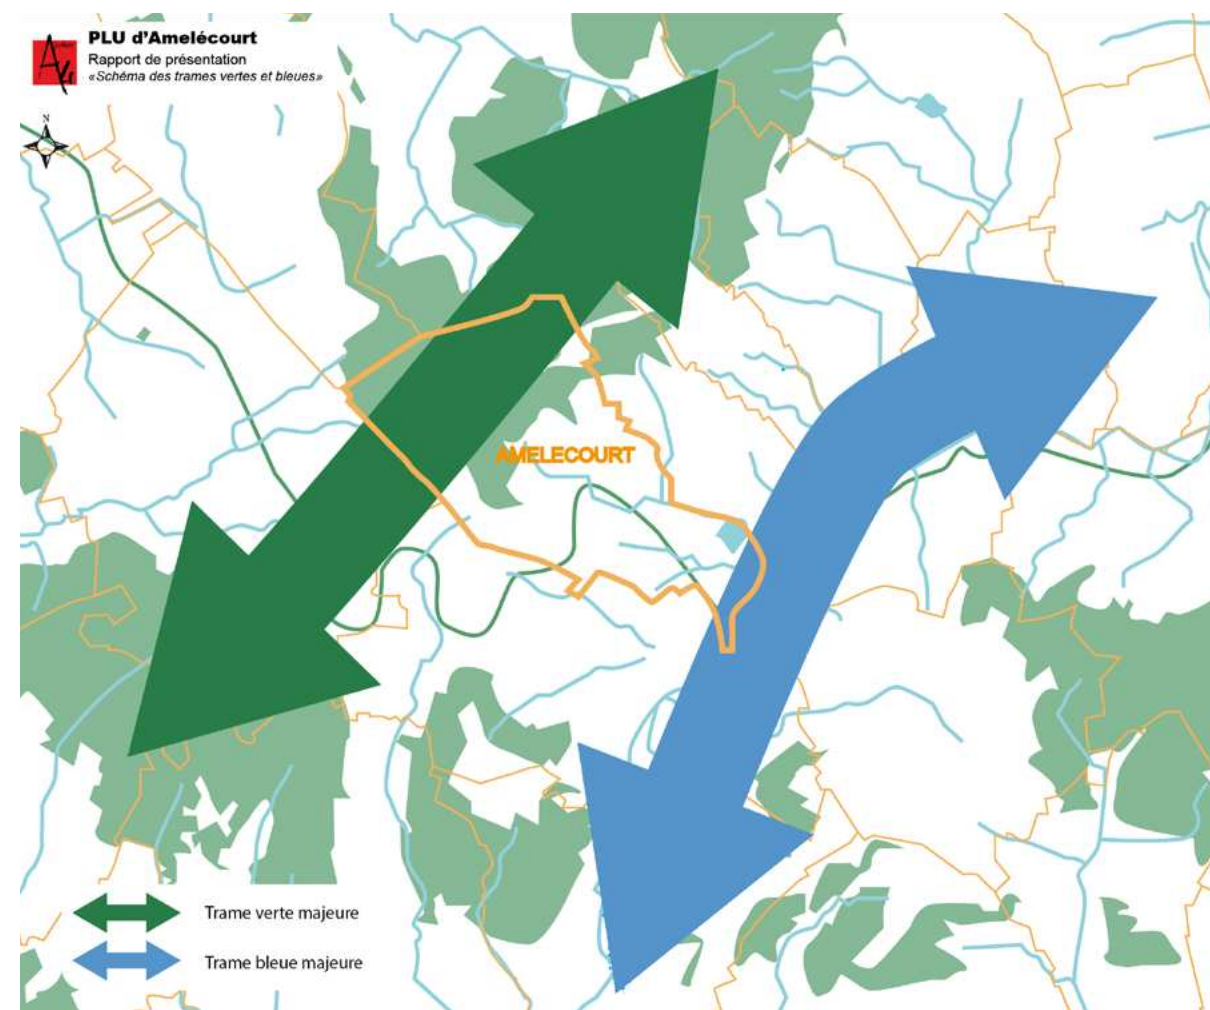 PLU d'Amelécourt
Rapport de présentation
«Schéma des trames vertes et bleues»
N
AMELECOURT
Trame verte majeure
Trame bleue majeure